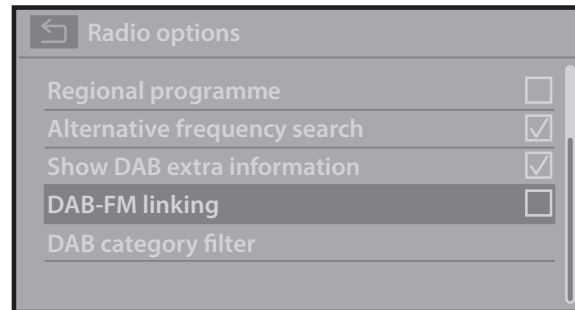 Radio options
Regional programme
Alternative frequency search
Show DAB extra information
DAB-FM linking
DAB category filter